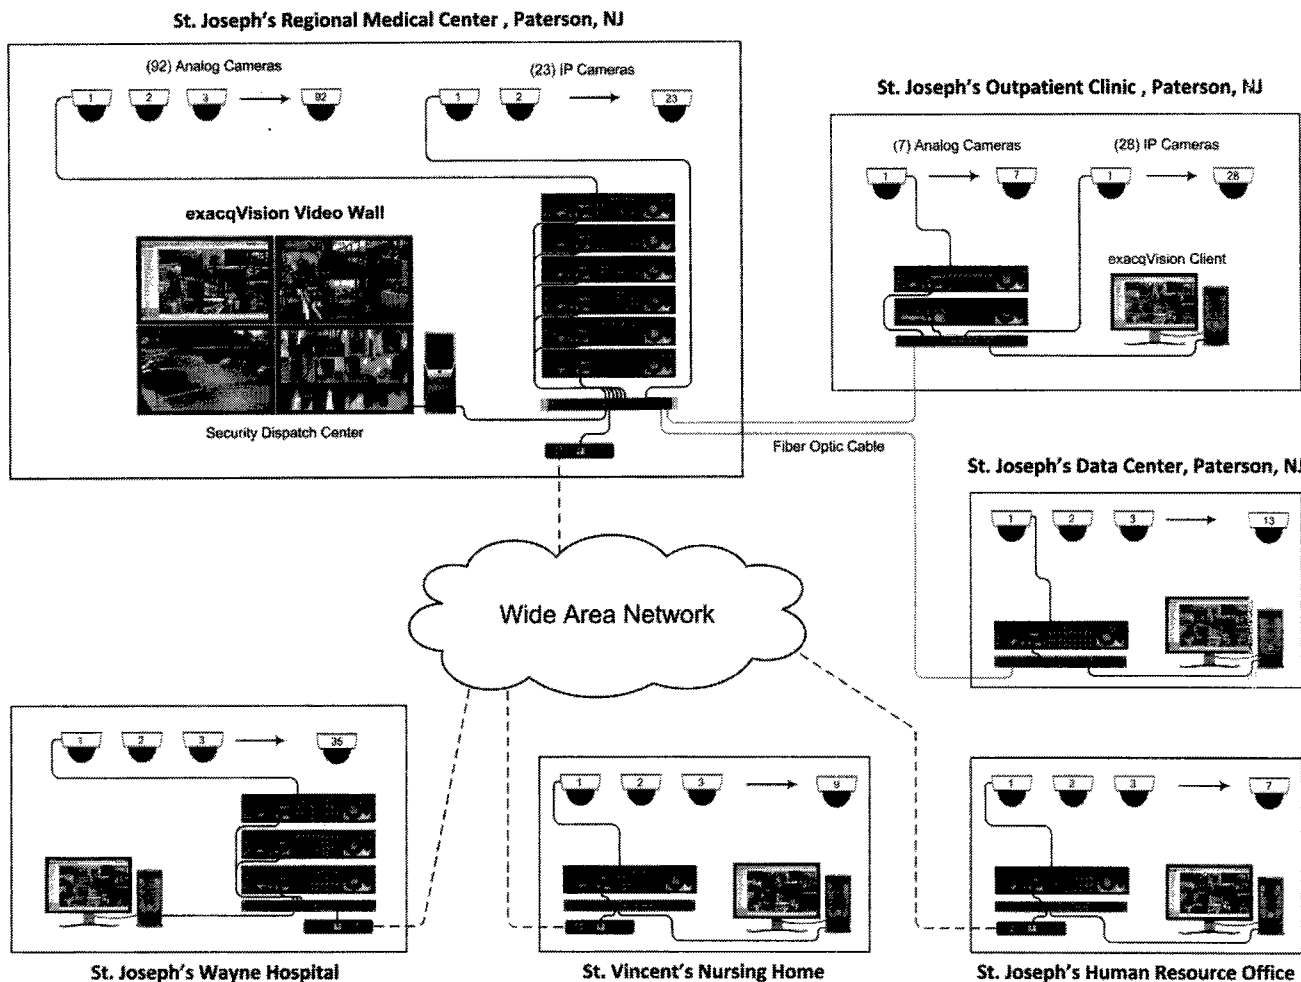 St. Joseph's Regional Medical Center , Paterson, NJ
(92) Analog Cameras
(23) IP Cameras
1 2 3 92
1 2 23
exacqVision Video Wall
Security Dispatch Center
St. Joseph's Outpatient Clinic , Paterson, NJ
(7) Analog Cameras
(28) IP Cameras
1 7
1 28
exacqVision Client
Fiber Optic Cable
St. Joseph's Data Center, Paterson, NJ
1 2 3 13
Wide Area Network
1 2 3 35
St. Joseph's Wayne Hospital
1 2 3 9
St. Vincent's Nursing Home
1 2 3 7
St. Joseph's Human Resource Office